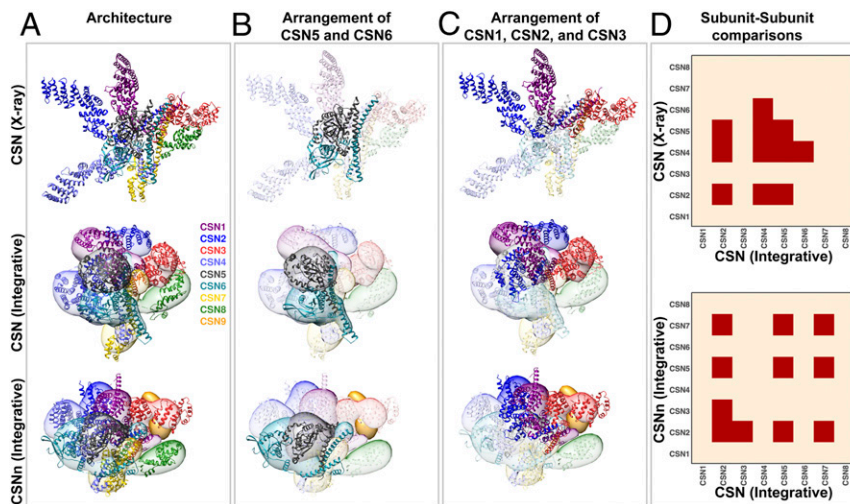 A
Architecture
B
Arrangement of
CSN5 and CSN6
C
Arrangement of
CSN1, CSN2, and CSN3
D
Subunit-Subunit
comparisons
CSN (X-ray)
CSN (Integrative)
CSNn (Integrative)
CSN1
CSN2
CSN3
CSN4
CSN5
CSN6
CSN7
CSN8
CSN9
CSN (X-ray)
CSN8
CSN7
CSN6
CSN5
CSN4
CSN3
CSN2
CSN1
CSN1
CSN2
CSN3
CSN4
CSN5
CSN6
CSN7
CSN8
CSN (Integrative)
CSNn (Integrative)
CSN8
CSN7
CSN6
CSN5
CSN4
CSN3
CSN2
CSN1
CSN1
CSN2
CSN3
CSN4
CSN5
CSN6
CSN7
CSN8
CSN (Integrative)